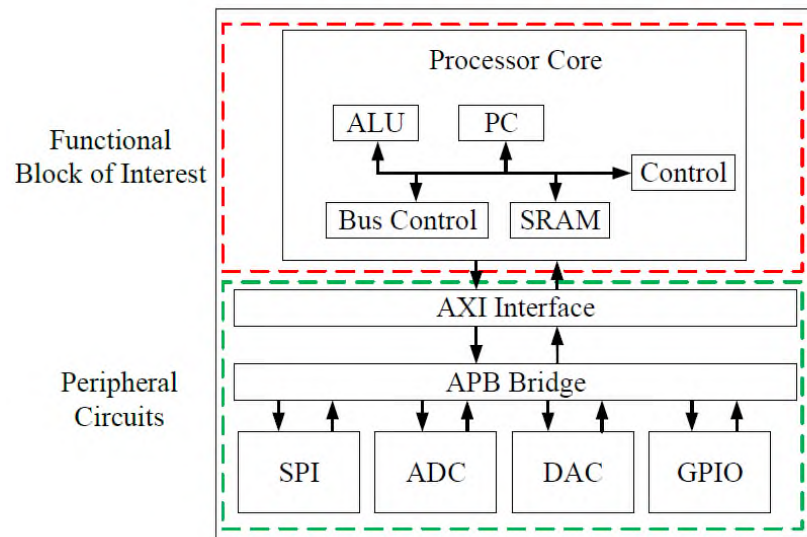 Processor Core
ALU
PC
Functional
Block of Interest
Control
Bus Control
SRAM
AXI Interface
Peripheral
Circuits
APB Bridge
SPI
ADC
DAC
GPIO